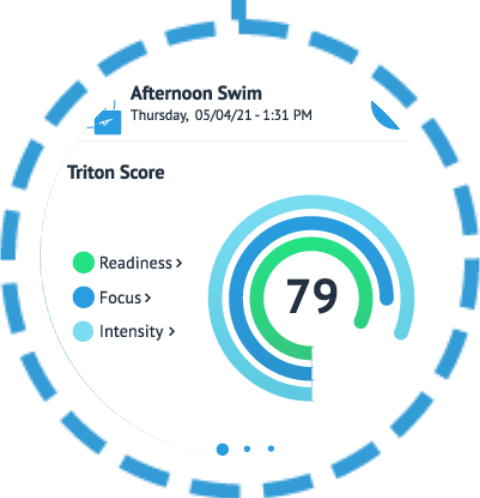 Afternoon Swim
Thursday, 05/04/21 - 1:31 PM
Triton Score
Readiness >
Focus >
Intensity >
79